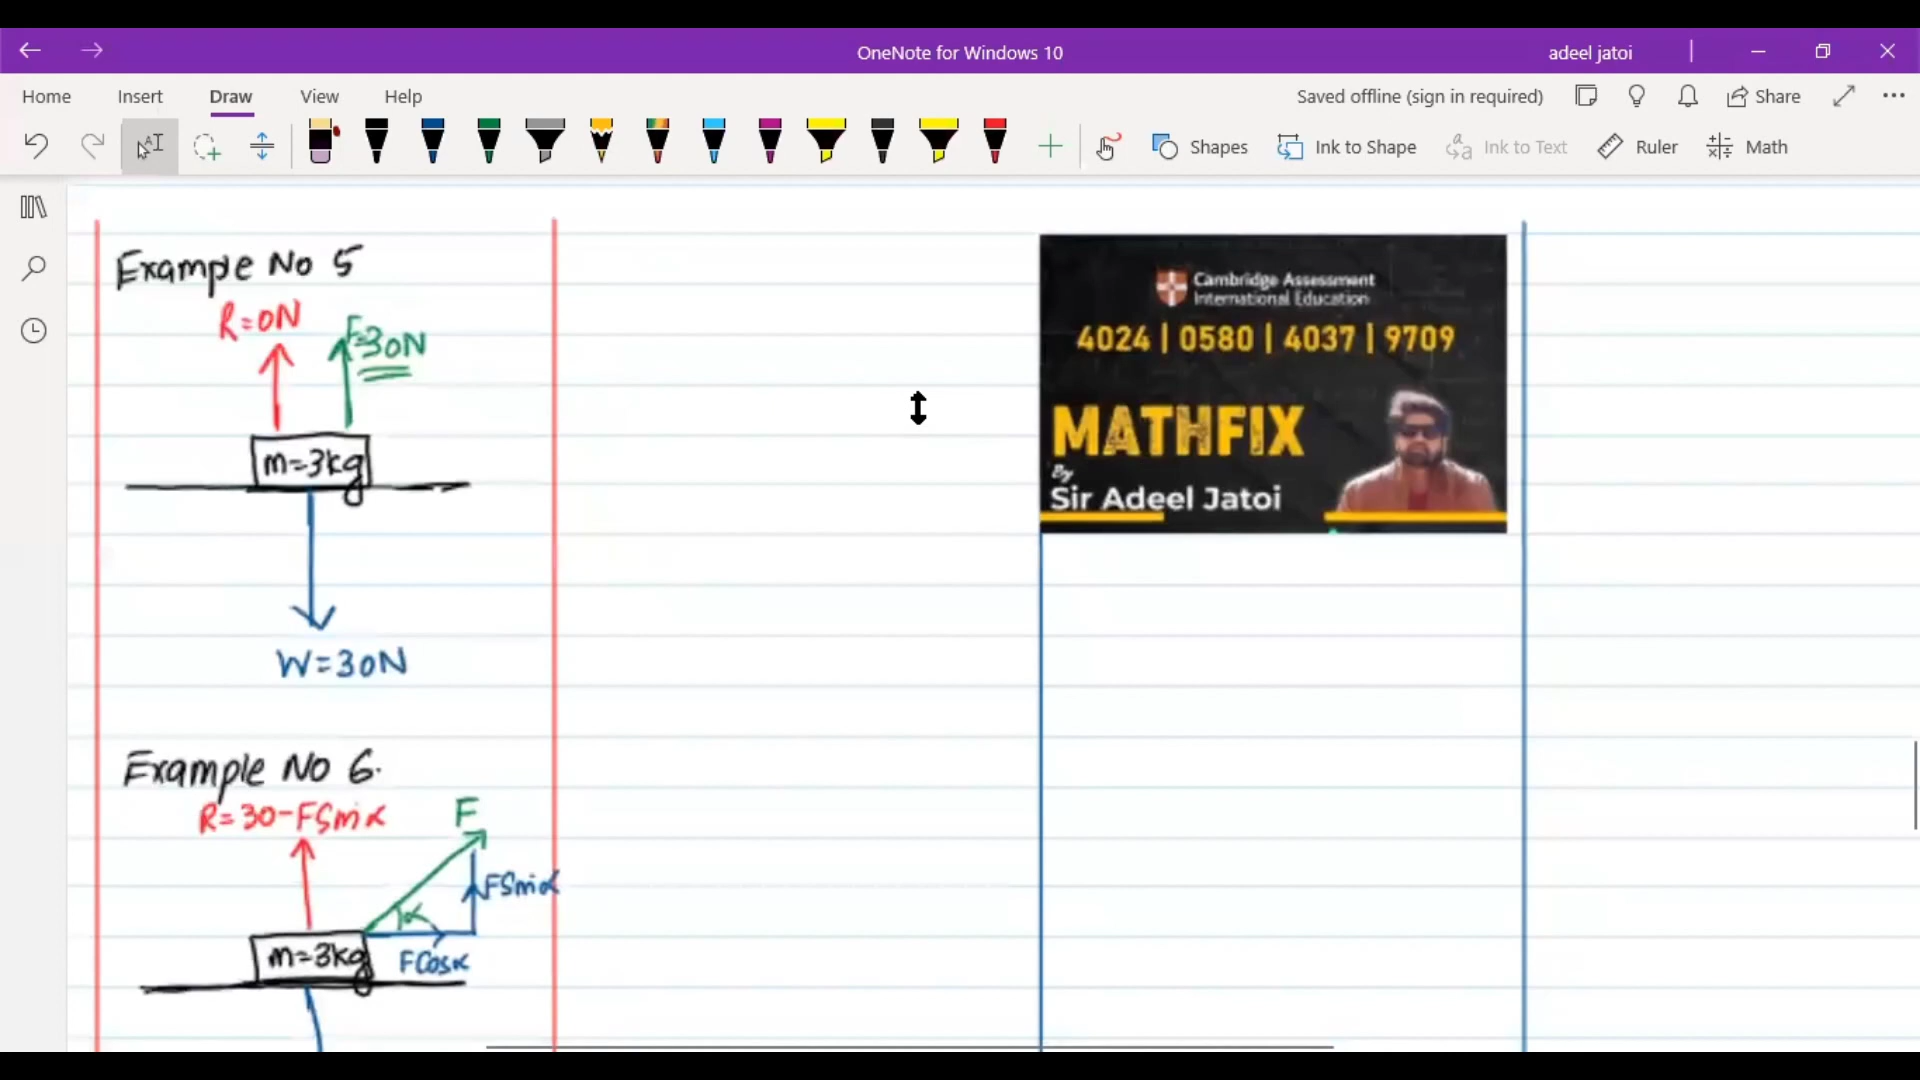 OneNote for Windows 10
adeel jatoi
Home Insert Draw View Help
Saved offline (sign in required)
Share
Shapes
Ink to Shape
Ink to Text
Ruler
Math
Example No 5
R=0N
F=30N
m=3kg
W=30N
Example No 6.
R=30-FSinα
F
FSinα
α
m=3kg
FCosα
Cambridge Assessment
International Education
4024 | 0580 | 4037 | 9709
MATHFIX
By
Sir Adeel Jatoi